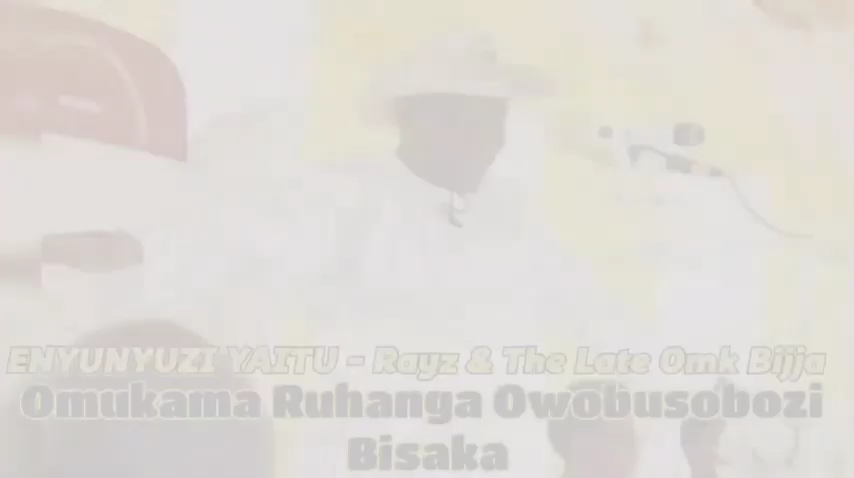 ENYUNYUZI YAITU - Rayz & The Late Omk Bijja
Omukama Ruhanga Owobusobozi
Bisaka